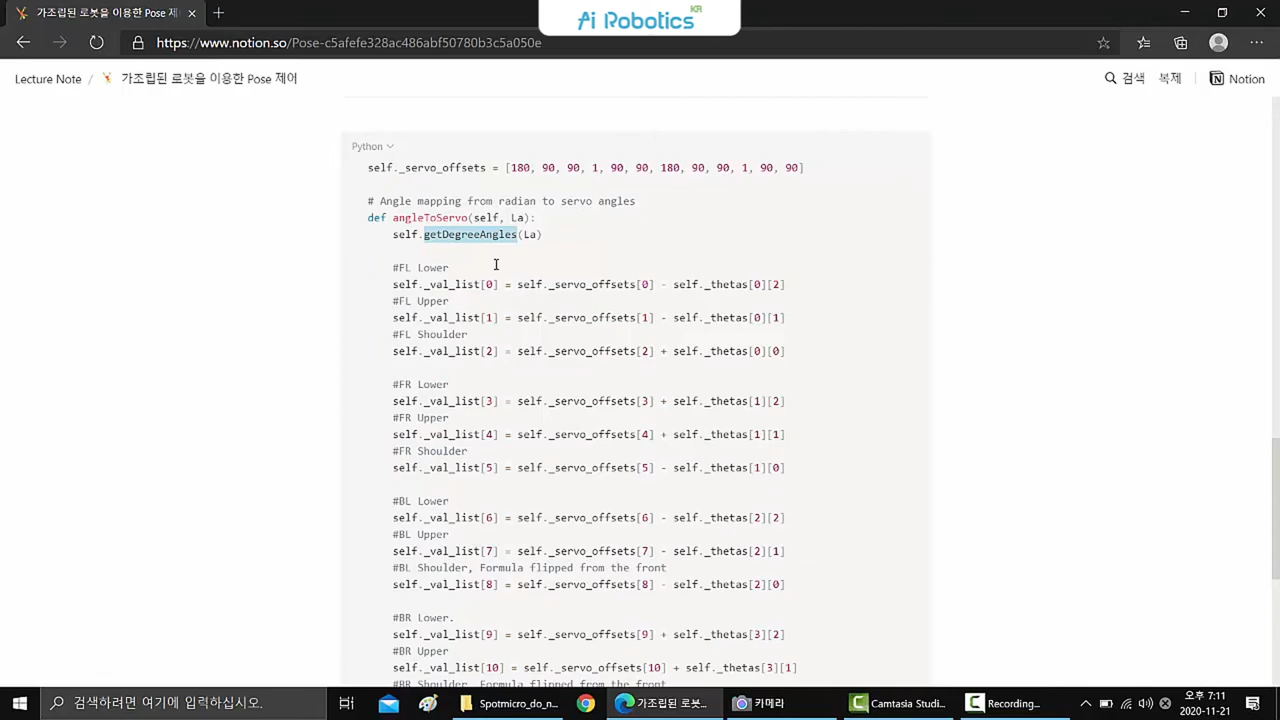 가조립된 로봇을 이용한 Pose 제
Ai Robotics KR
https://www.notion.so/Pose-c5afefe328ac486abf50780b3c5a050e
Lecture Note / 가조립된 로봇을 이용한 Pose 제어
검색 복제 Notion
Python
self._servo_offsets = [180, 90, 90, 1, 90, 90, 180, 90, 90, 1, 90, 90]
# Angle mapping from radian to servo angles
def angleToServo(self, La):
self.getDegreeAngles(La)
#FL Lower
self._val_list[0] = self._servo_offsets[0] - self._thetas[0][2]
#FL Upper
self._val_list[1] = self._servo_offsets[1] - self._thetas[0][1]
#FL Shoulder
self._val_list[2] = self._servo_offsets[2] + self._thetas[0][0]
#FR Lower
self._val_list[3] = self._servo_offsets[3] + self._thetas[1][2]
#FR Upper
self._val_list[4] = self._servo_offsets[4] + self._thetas[1][1]
#FR Shoulder
self._val_list[5] = self._servo_offsets[5] - self._thetas[1][0]
#BL Lower
self._val_list[6] = self._servo_offsets[6] - self._thetas[2][2]
#BL Upper
self._val_list[7] = self._servo_offsets[7] - self._thetas[2][1]
#BL Shoulder, Formula flipped from the front
self._val_list[8] = self._servo_offsets[8] - self._thetas[2][0]
#BR Lower.
self._val_list[9] = self._servo_offsets[9] + self._thetas[3][2]
#BR Upper
self._val_list[10] = self._servo_offsets[10] + self._thetas[3][1]
#BR Shoulder, Formula flipped from the front
검색하려면 여기에 입력하십시오.
Spotmicro_do_n...
가조립된 로봇...
카메라
Camtasia Studi...
Recording...
오후 7:11
2020-11-21